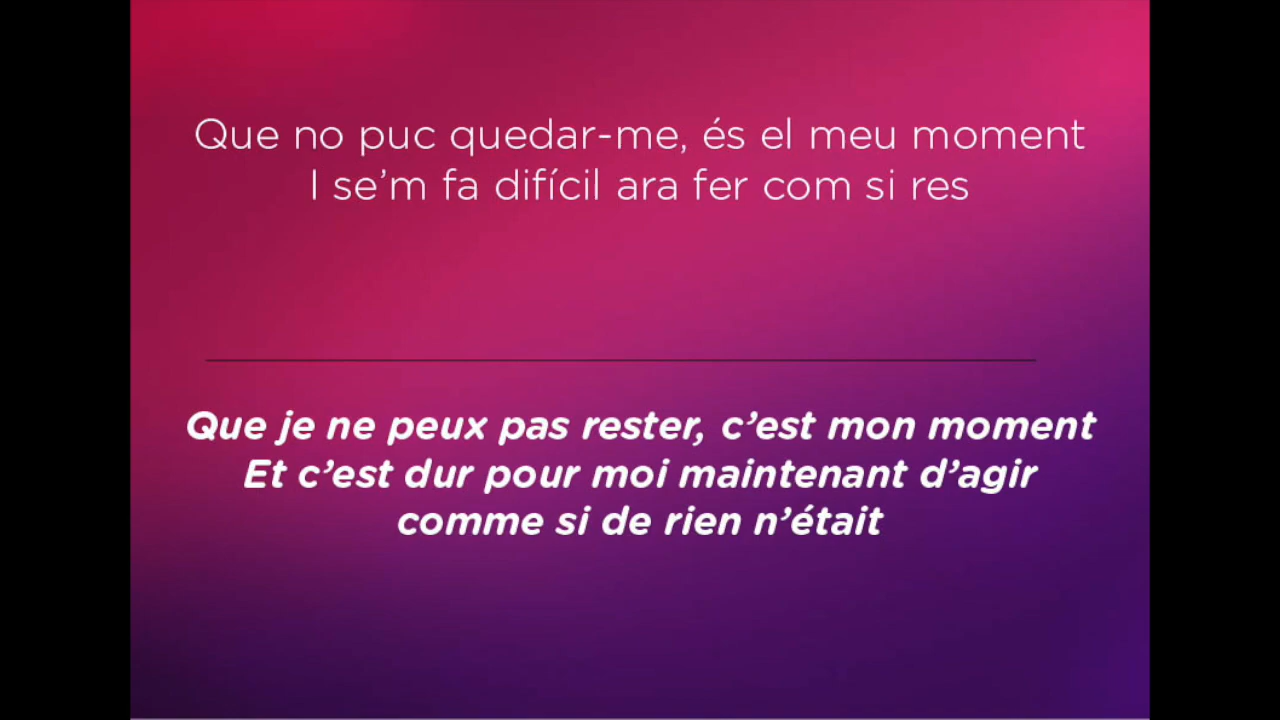 Que no puc quedar-me, és el meu moment
I se’m fa difícil ara fer com si res
Que je ne peux pas rester, c’est mon moment
Et c’est dur pour moi maintenant d’agir
comme si de rien n’était